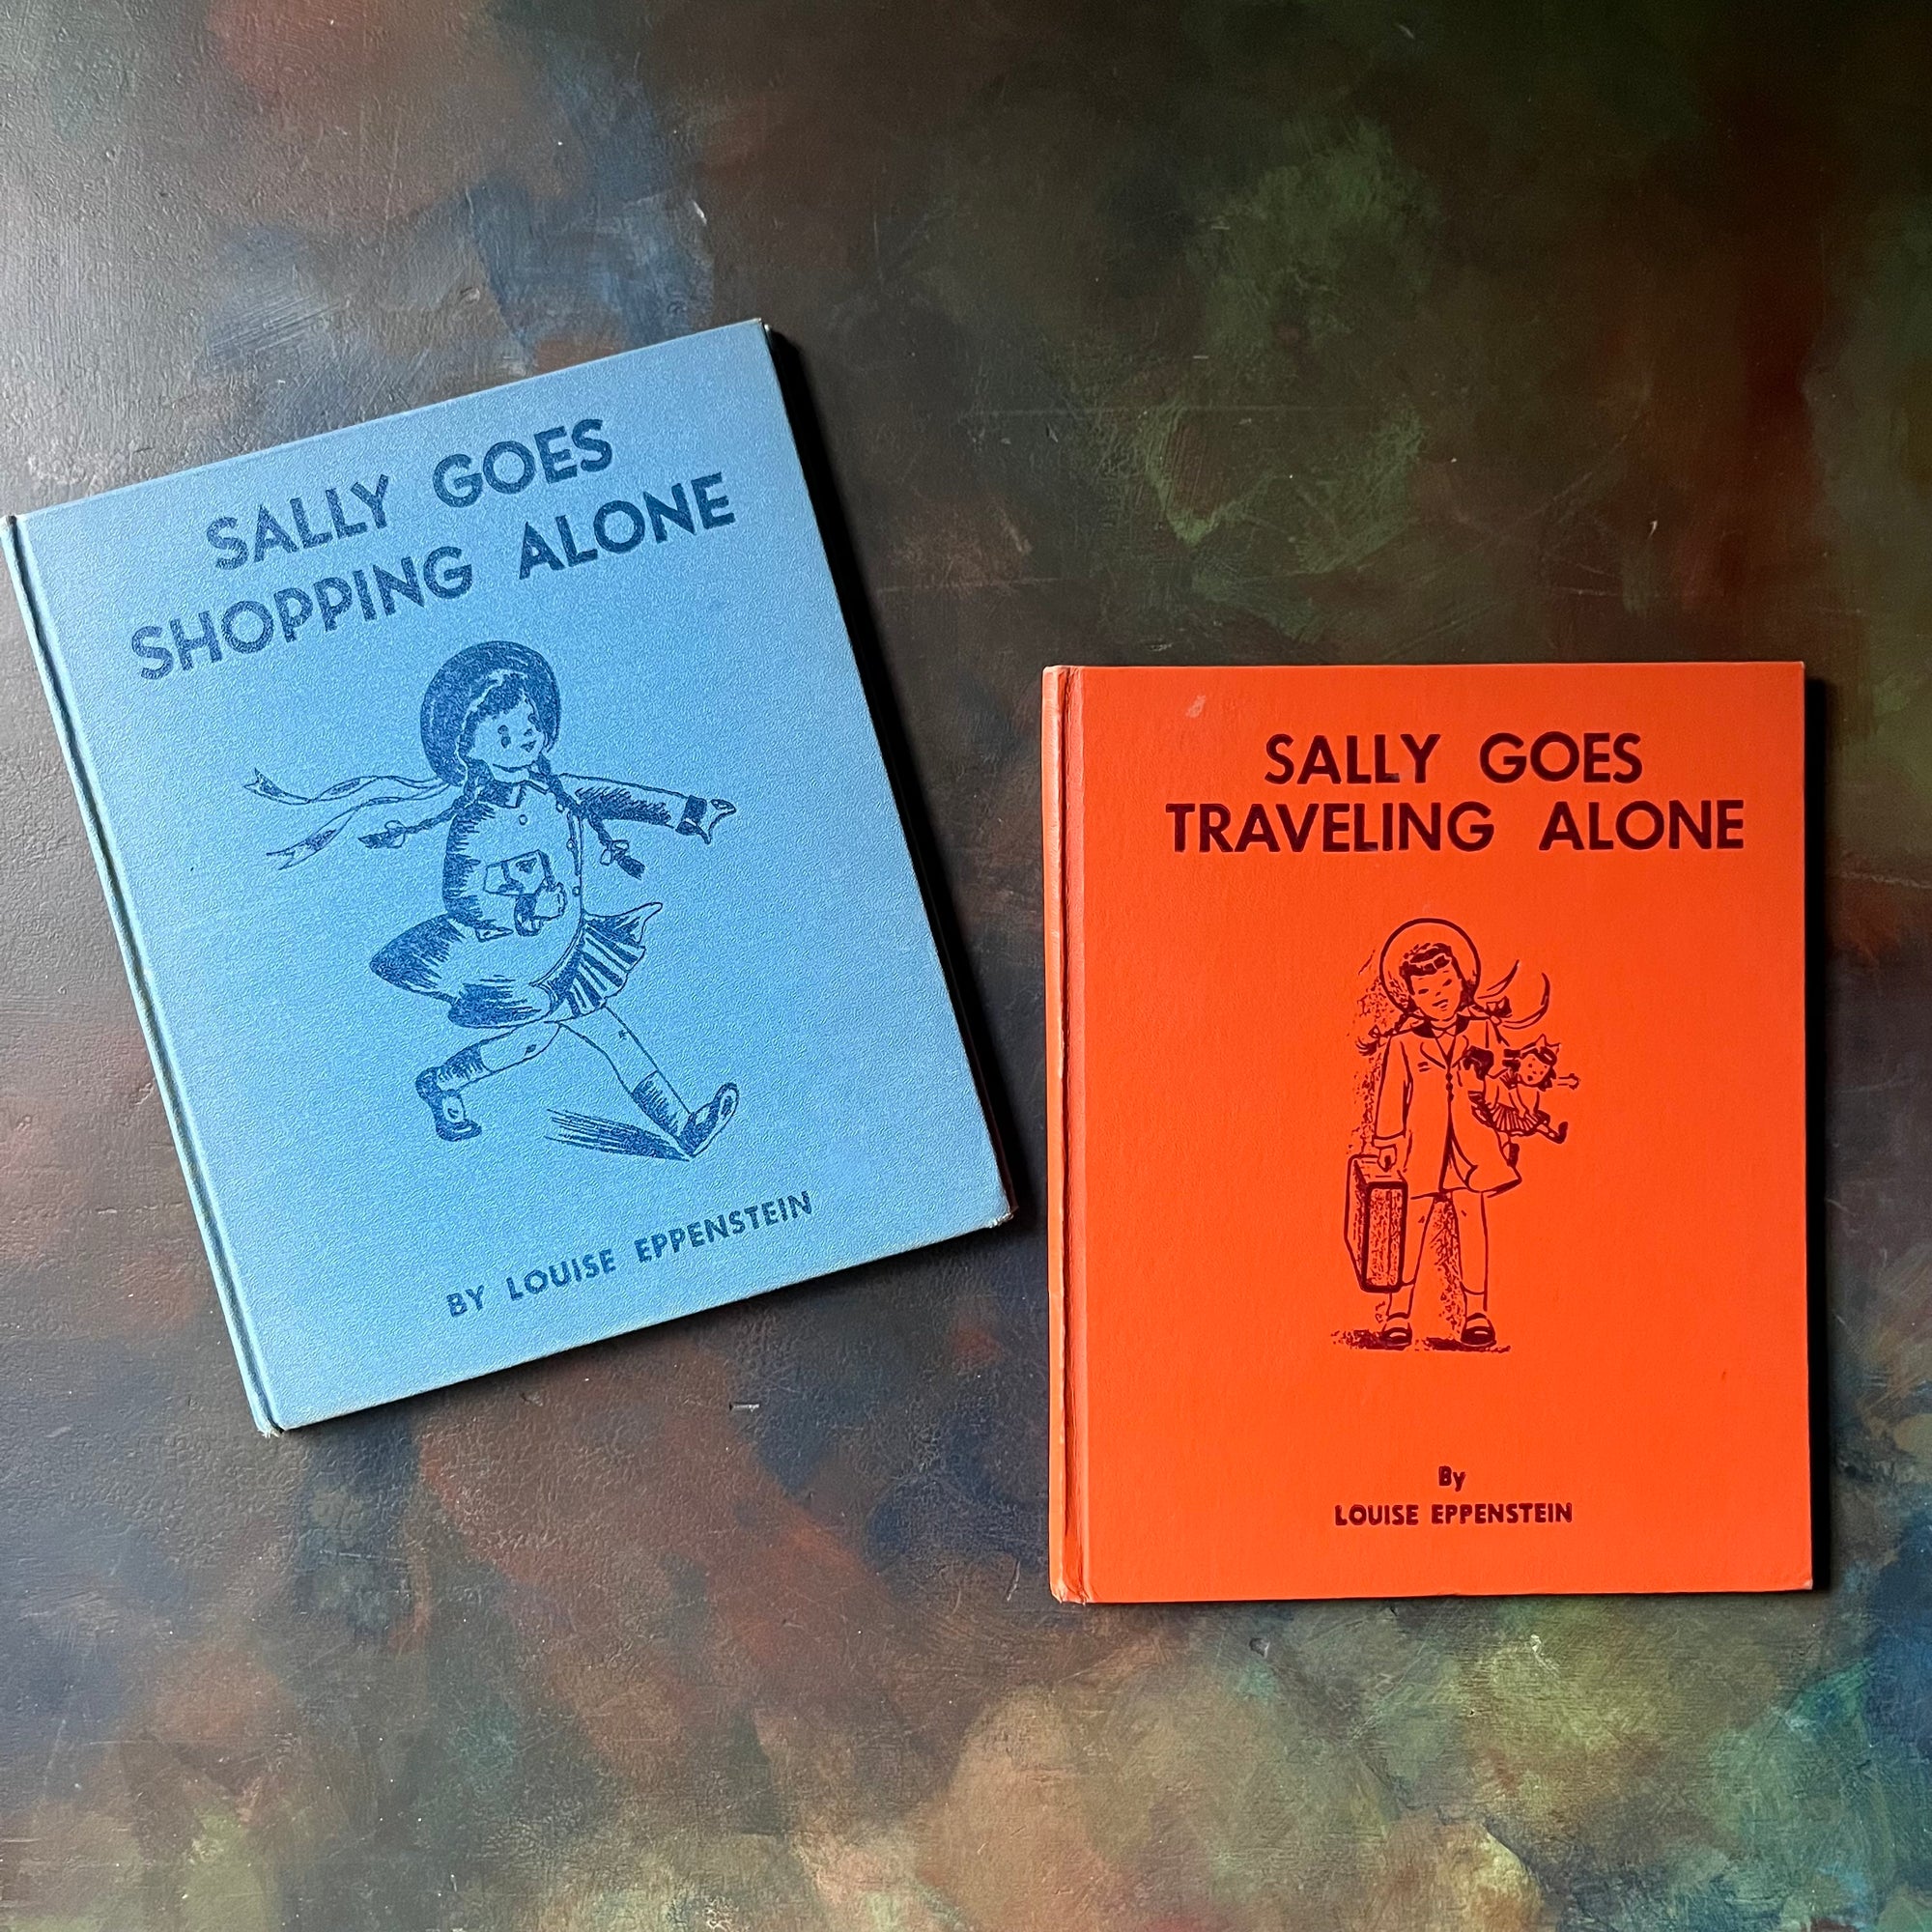 SALLY GOES
SHOPPING ALONE
BY LOUISE EPPENSTEIN
SALLY GOES
TRAVELING ALONE
By
LOUISE EPPENSTEIN